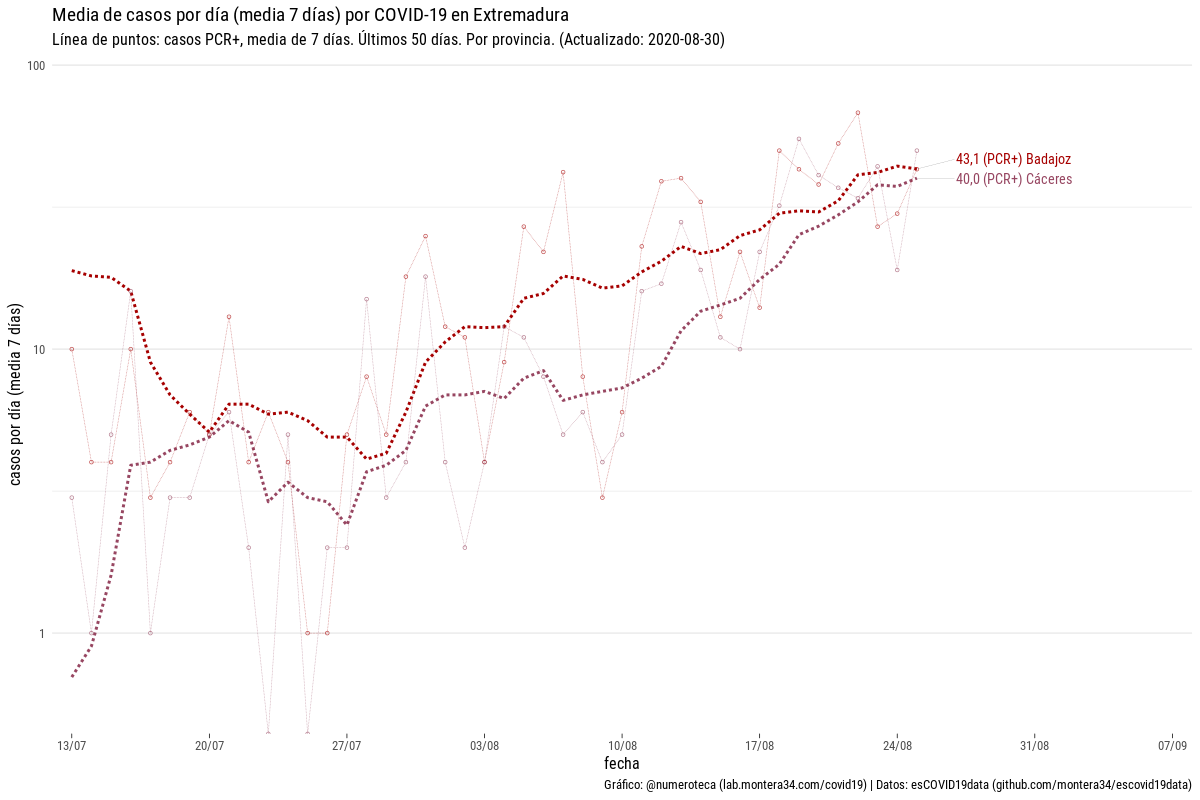 Media de casos por día (media 7 días) por COVID-19 en Extremadura
Línea de puntos: casos PCR+, media de 7 días. Últimos 50 días. Por provincia. (Actualizado: 2020-08-30)
100
10
1
casos por día (media 7 días)
43,1 (PCR+) Badajoz
40,0 (PCR+) Cáceres
13/07 20/07 27/07 03/08 10/08 17/08 24/08 31/08 07/09
fecha
Gráfico: @numeroteca (lab.montera34.com/covid19) | Datos: esCOVID19data (github.com/montera34/escovid19data)